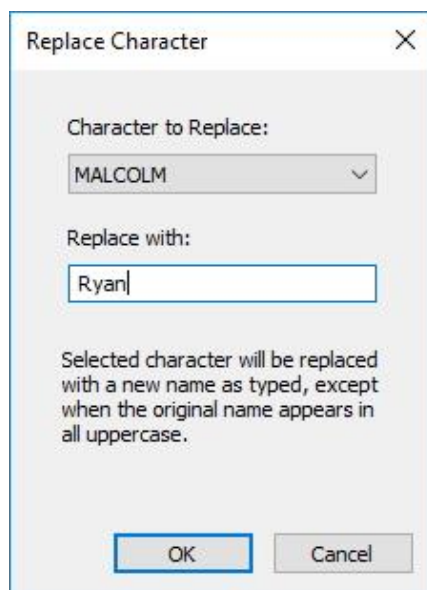 Replace Character
Character to Replace:
MALCOLM
Replace with:
Ryan
Selected character will be replaced
with a new name as typed, except
when the original name appears in
all uppercase.
OK Cancel